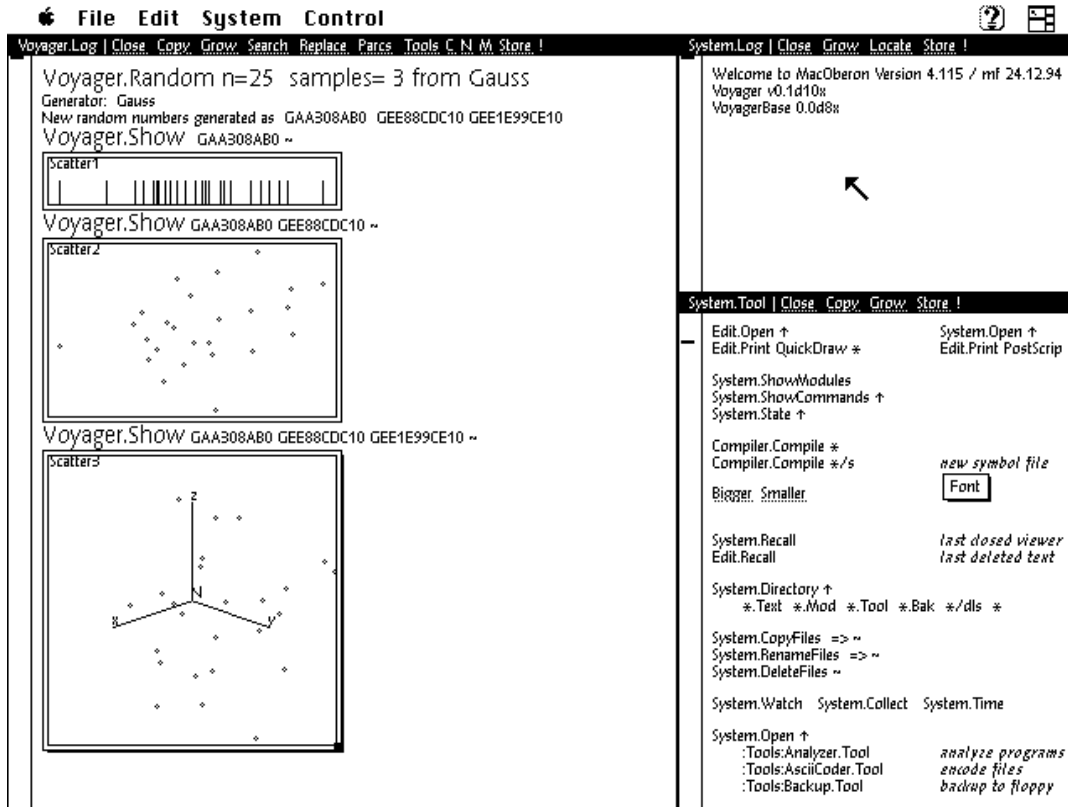 File Edit System Control
Voyager.Log | Close Copy Grow Search Replace Parcs Tools C N M Store !
Voyager.Random n=25 samples= 3 from Gauss
Generator: Gauss
New random numbers generated as GAA308AB0 GEE88CDC10 GEE1E99CE10
Voyager.Show GAA308AB0 ~
Scatter1
Voyager.Show GAA308AB0 GEE88CDC10 ~
Scatter2
Voyager.Show GAA308AB0 GEE88CDC10 GEE1E99CE10 ~
Scatter3
z
N
x
y
System.Log | Close Grow Locate Store !
Welcome to MacOberon Version 4.115 / mf 24.12.94
Voyager v0.1d10x
VoyagerBase 0.0d8x
System.Tool | Close Copy Grow Store !
Edit.Open ↑ System.Open ↑
Edit.Print QuickDraw * Edit.Print PostScrip
System.ShowModules
System.ShowCommands ↑
System.State ↑
Compiler.Compile *
Compiler.Compile */s new symbol file
Bigger Smaller Font
System.Recall last closed viewer
Edit.Recall last deleted text
System.Directory ↑
*.Text *.Mod *.Tool *.Bak */dls *
System.CopyFiles => ~
System.RenameFiles => ~
System.DeleteFiles ~
System.Watch System.Collect System.Time
System.Open ↑
:Tools:Analyzer.Tool analyze programs
:Tools:AsciiCoder.Tool encode files
:Tools:Backup.Tool backup to floppy